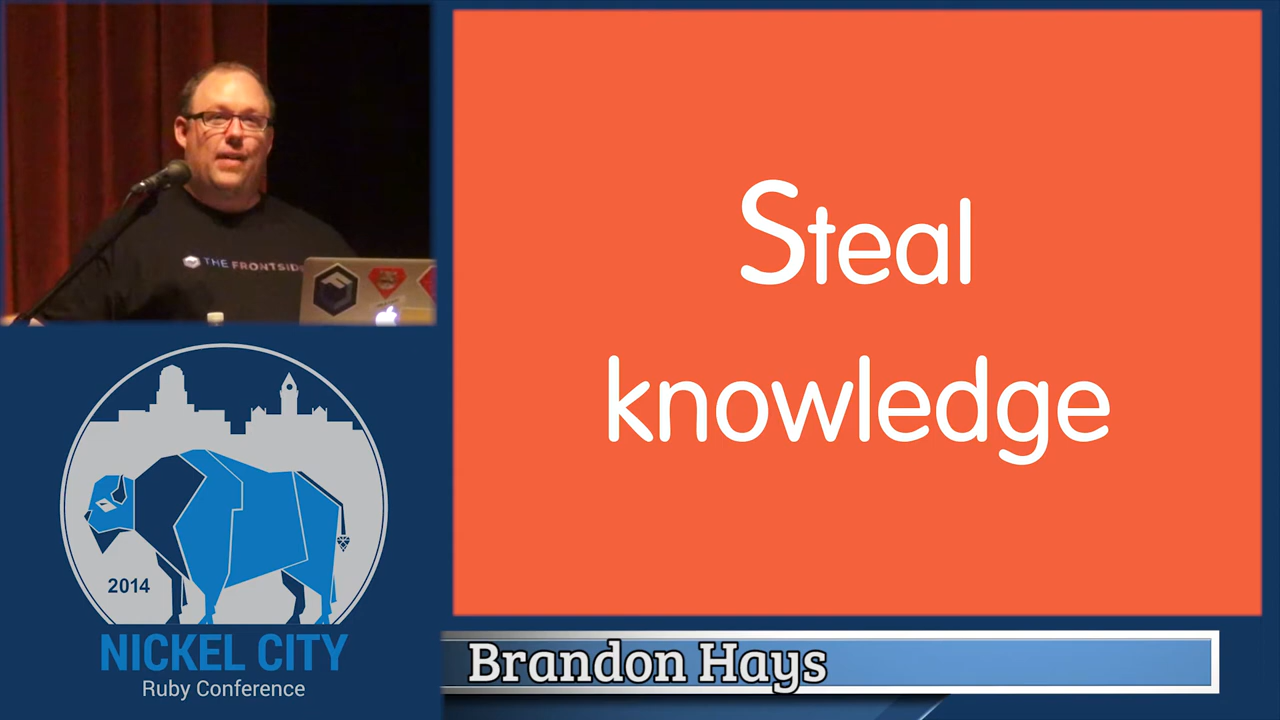 THE FRONTSIDE
Steal
knowledge
2014
NICKEL CITY
Ruby Conference
Brandon Hays